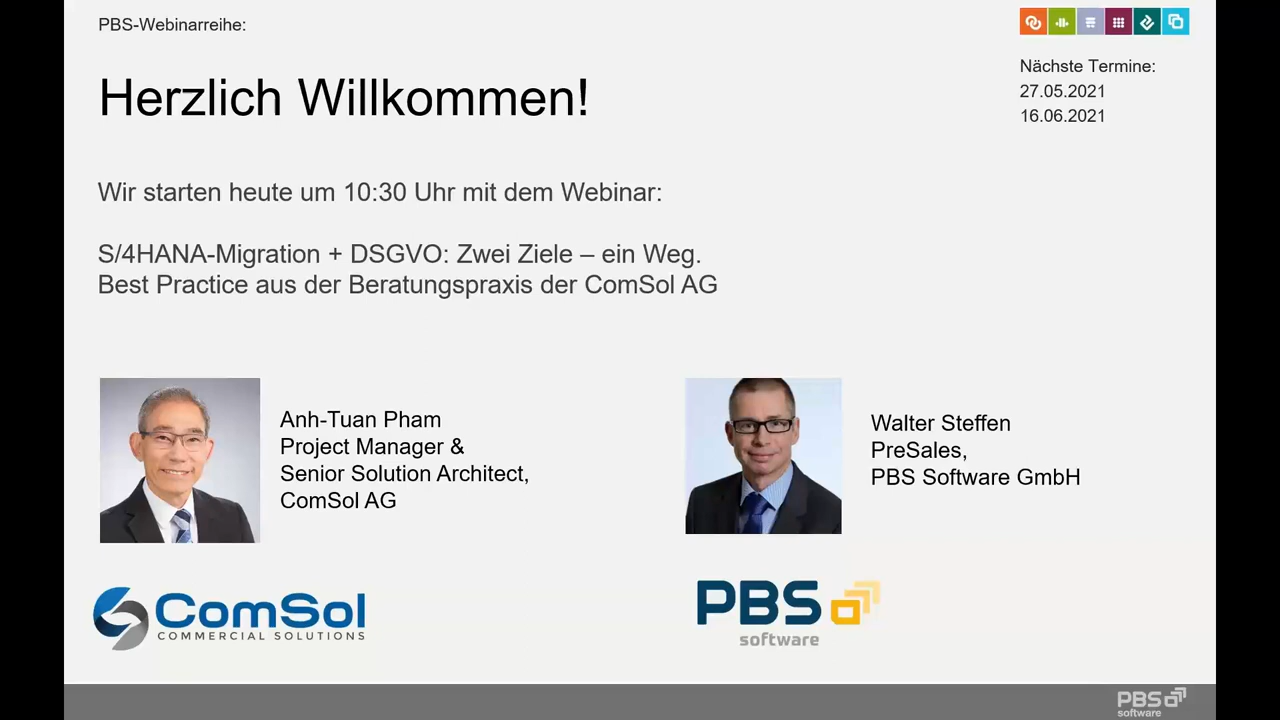 PBS-Webinarreihe:
Herzlich Willkommen!
Nächste Termine:
27.05.2021
16.06.2021
Wir starten heute um 10:30 Uhr mit dem Webinar:
S/4HANA-Migration + DSGVO: Zwei Ziele – ein Weg.
Best Practice aus der Beratungspraxis der ComSol AG
Anh-Tuan Pham
Project Manager &
Senior Solution Architect,
ComSol AG
Walter Steffen
PreSales,
PBS Software GmbH
ComSol
COMMERCIAL SOLUTIONS
PBS
software
PBS
software